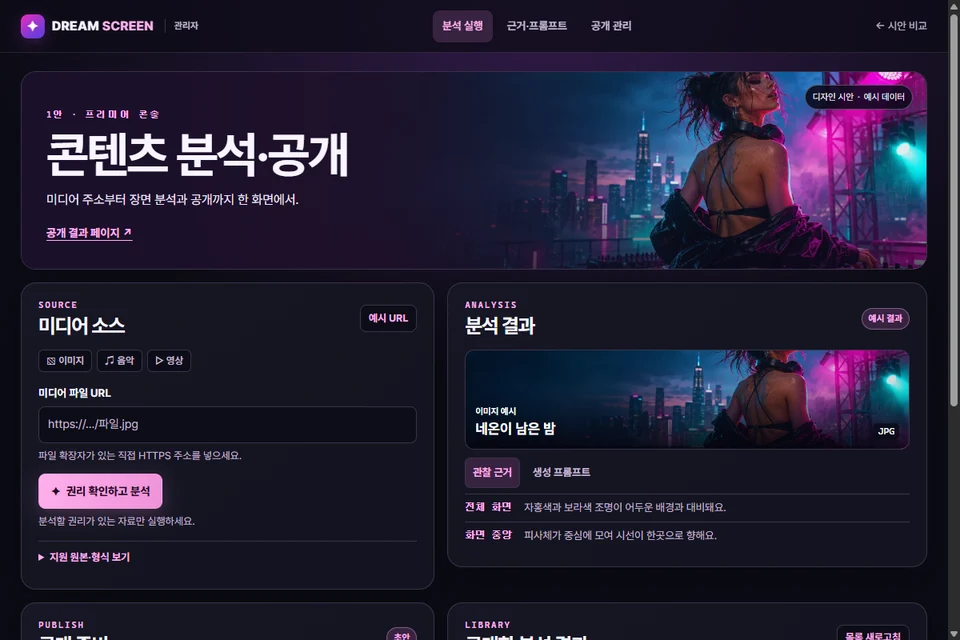 DREAM SCREEN 관리자
분석 실행
근거·프롬프트
공개 관리
← 시안 비교
디자인 시안 · 예시 데이터
1안 · 프리미어 콘솔
콘텐츠 분석·공개
미디어 주소부터 장면 분석과 공개까지 한 화면에서.
공개 결과 페이지 ↗
SOURCE
미디어 소스
예시 URL
이미지
음악
영상
미디어 파일 URL
https://.../파일.jpg
파일 확장자가 있는 직접 HTTPS 주소를 넣으세요.
권리 확인하고 분석
분석할 권리가 있는 자료만 실행하세요.
지원 원본·형식 보기
ANALYSIS
분석 결과
예시 결과
이미지 예시
네온이 남은 밤
JPG
관찰 근거
생성 프롬프트
전체 화면 자홍색과 보라색 조명이 어두운 배경과 대비돼요.
화면 중앙 피사체가 중심에 모여 시선이 한곳으로 향해요.
PUBLISH
초안
LIBRARY
목록 새로고침